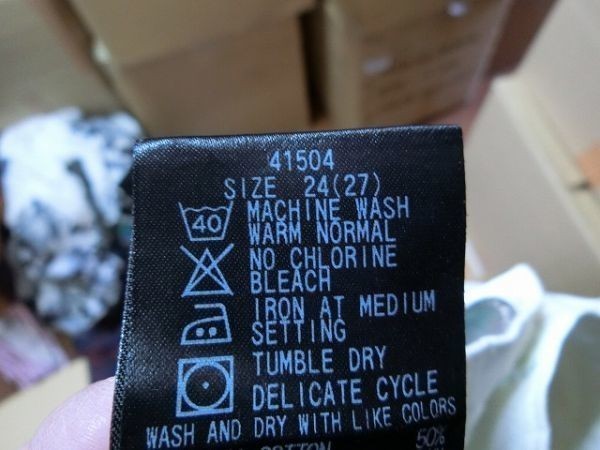 41504
SIZE 24(27)
40 MACHINE WASH
WARM NORMAL
NO CHLORINE
BLEACH
IRON AT MEDIUM
SETTING
TUMBLE DRY
DELICATE CYCLE
WASH AND DRY WITH LIKE COLORS
COTTON 50%